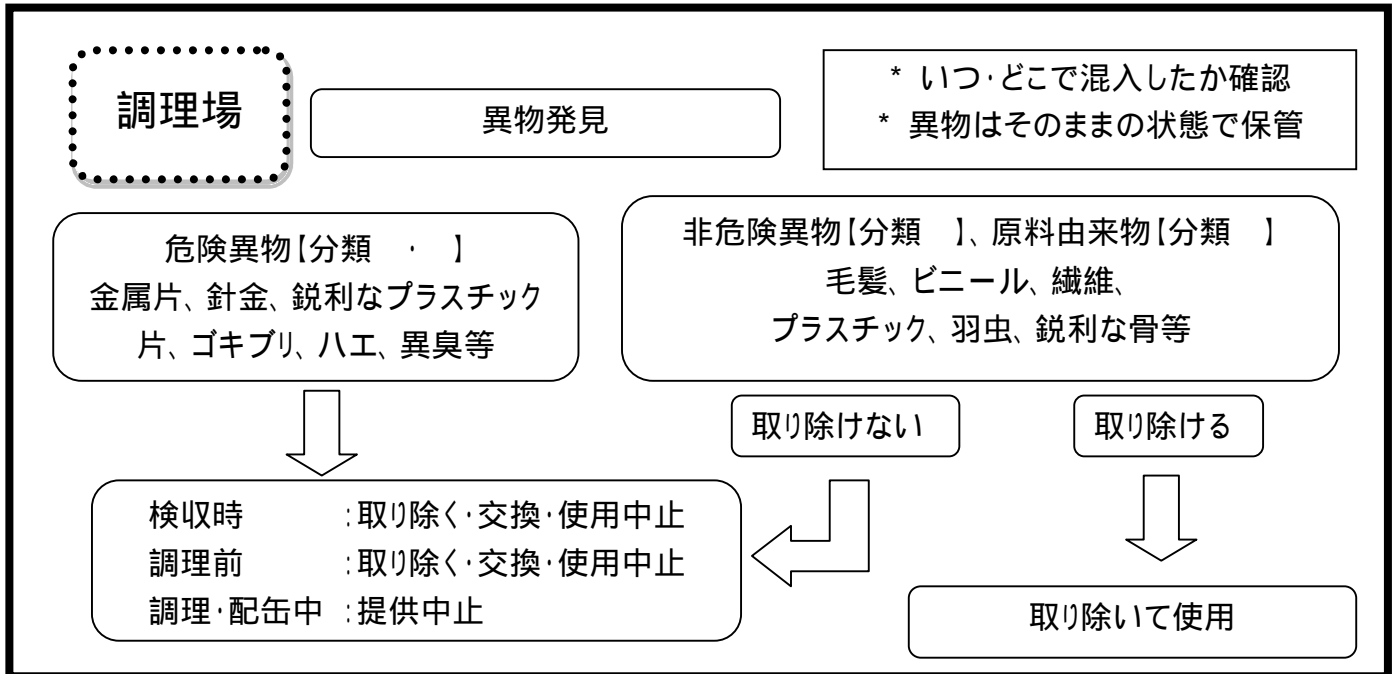 調理場
異物発見
* いつ・どこで混入したか確認
* 異物はそのままの状態で保管
危険異物【分類　・　】
金属片、針金、鋭利なプラスチック
片、ゴキブリ、ハエ、異臭等
非危険異物【分類　】、原料由来物【分類　】
毛髪、ビニール、繊維、
プラスチック、羽虫、鋭利な骨等
取り除けない
取り除ける
検収時　　　　:取り除く・交換・使用中止
調理前　　　　:取り除く・交換・使用中止
調理・配缶中　:提供中止
取り除いて使用